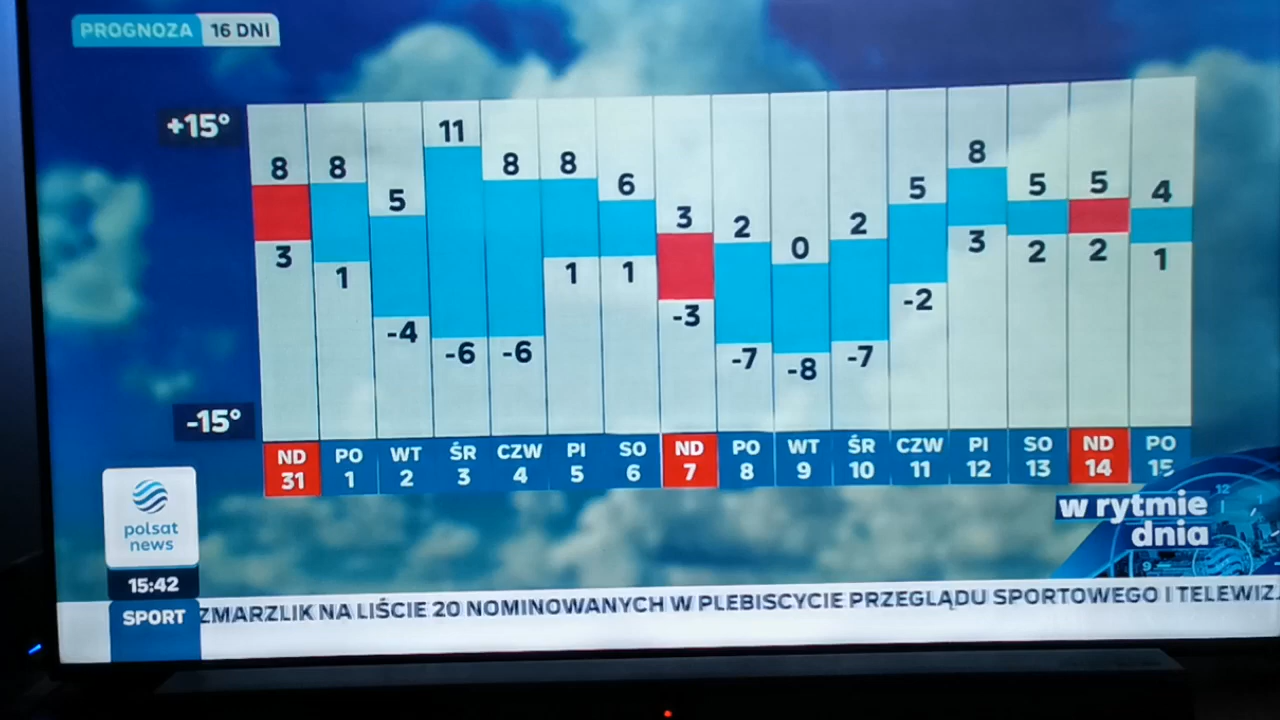 PROGNOZA 16 DNI
+15°
8 8 5 11 8 8 6 3 2 0 2 5 8 5 5 4
3 1 -4 -6 -6 1 1 -3 -7 -8 -7 -2 3 2 2 1
-15°
ND PO WT ŚR CZW PI SO ND PO WT ŚR CZW PI SO ND PO
31 1 2 3 4 5 6 7 8 9 10 11 12 13 14 15
polsat
news
w rytmie
dnia
12
9
15:42
SPORT ZMARZLIK NA LIŚCIE 20 NOMINOWANYCH W PLEBISCYCIE PRZEGLĄDU SPORTOWEGO I TELEWIZJ